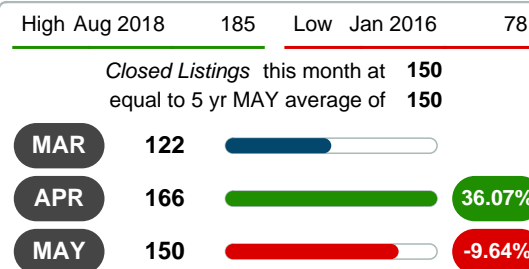 High Aug 2018 185 Low Jan 2016 78
Closed Listings this month at 150
equal to 5 yr MAY average of 150
MAR 122
APR 166 36.07%
MAY 150 -9.64%